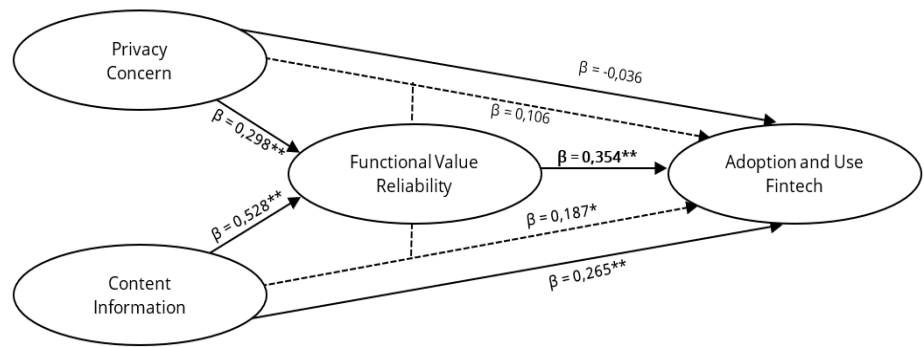 Privacy
Concern
β = -0,036
β = 0,106
β = 0,298**
Functional Value
Reliability
β = 0,354**
Adoption and Use
Fintech
β = 0,528**
β = 0,187*
β = 0,265**
Content
Information